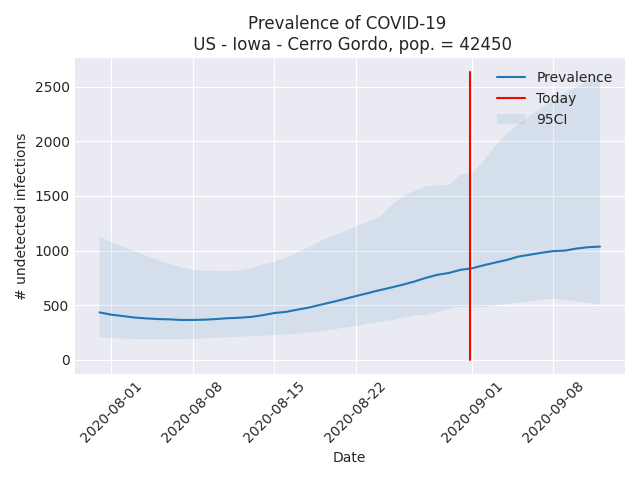 Prevalence of COVID-19
US - Iowa - Cerro Gordo, pop. = 42450
Prevalence
Today
95CI
# undetected infections
2500
2000
1500
1000
500
0
2020-08-01
2020-08-08
2020-08-15
2020-08-22
2020-09-01
2020-09-08
Date